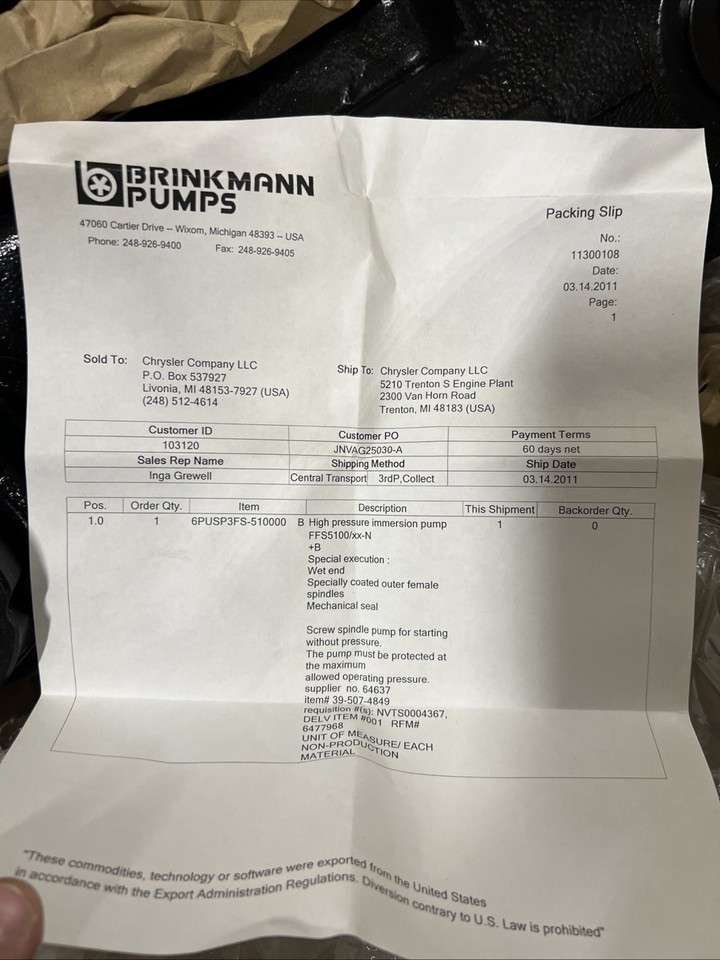 BRINKMANN
PUMPS
47060 Cartier Drive -- Wixom, Michigan 48393 -- USA
Phone: 248-926-9400 Fax: 248-926-9405
Packing Slip
No.:
11300108
Date:
03.14.2011
Page:
1
Sold To: Chrysler Company LLC
P.O. Box 537927
Livonia, MI 48153-7927 (USA)
(248) 512-4614
Ship To: Chrysler Company LLC
5210 Trenton S Engine Plant
2300 Van Horn Road
Trenton, MI 48183 (USA)
Customer ID Customer PO Payment Terms
103120 JNVAG25030-A 60 days net
Sales Rep Name Shipping Method Ship Date
Inga Grewell Central Transport 3rdP,Collect 03.14.2011
Pos. Order Qty. Item Description This Shipment Backorder Qty.
1.0 1 6PUSP3FS-510000 B High pressure immersion pump 1 0
FFS5100/xx-N
+B
Special execution :
Wet end
Specially coated outer female
spindles
Mechanical seal
Screw spindle pump for starting
without pressure.
The pump must be protected at
the maximum
allowed operating pressure.
supplier no. 64637
item# 39-507-4849
requisition #(s): NVTS0004367,
DELV ITEM #001 RFM#
6477968
UNIT OF MEASURE/ EACH
NON-PRODUCTION
MATERIAL
"These commodities, technology or software were exported from the United States
in accordance with the Export Administration Regulations. Diversion contrary to U.S. Law is prohibited"